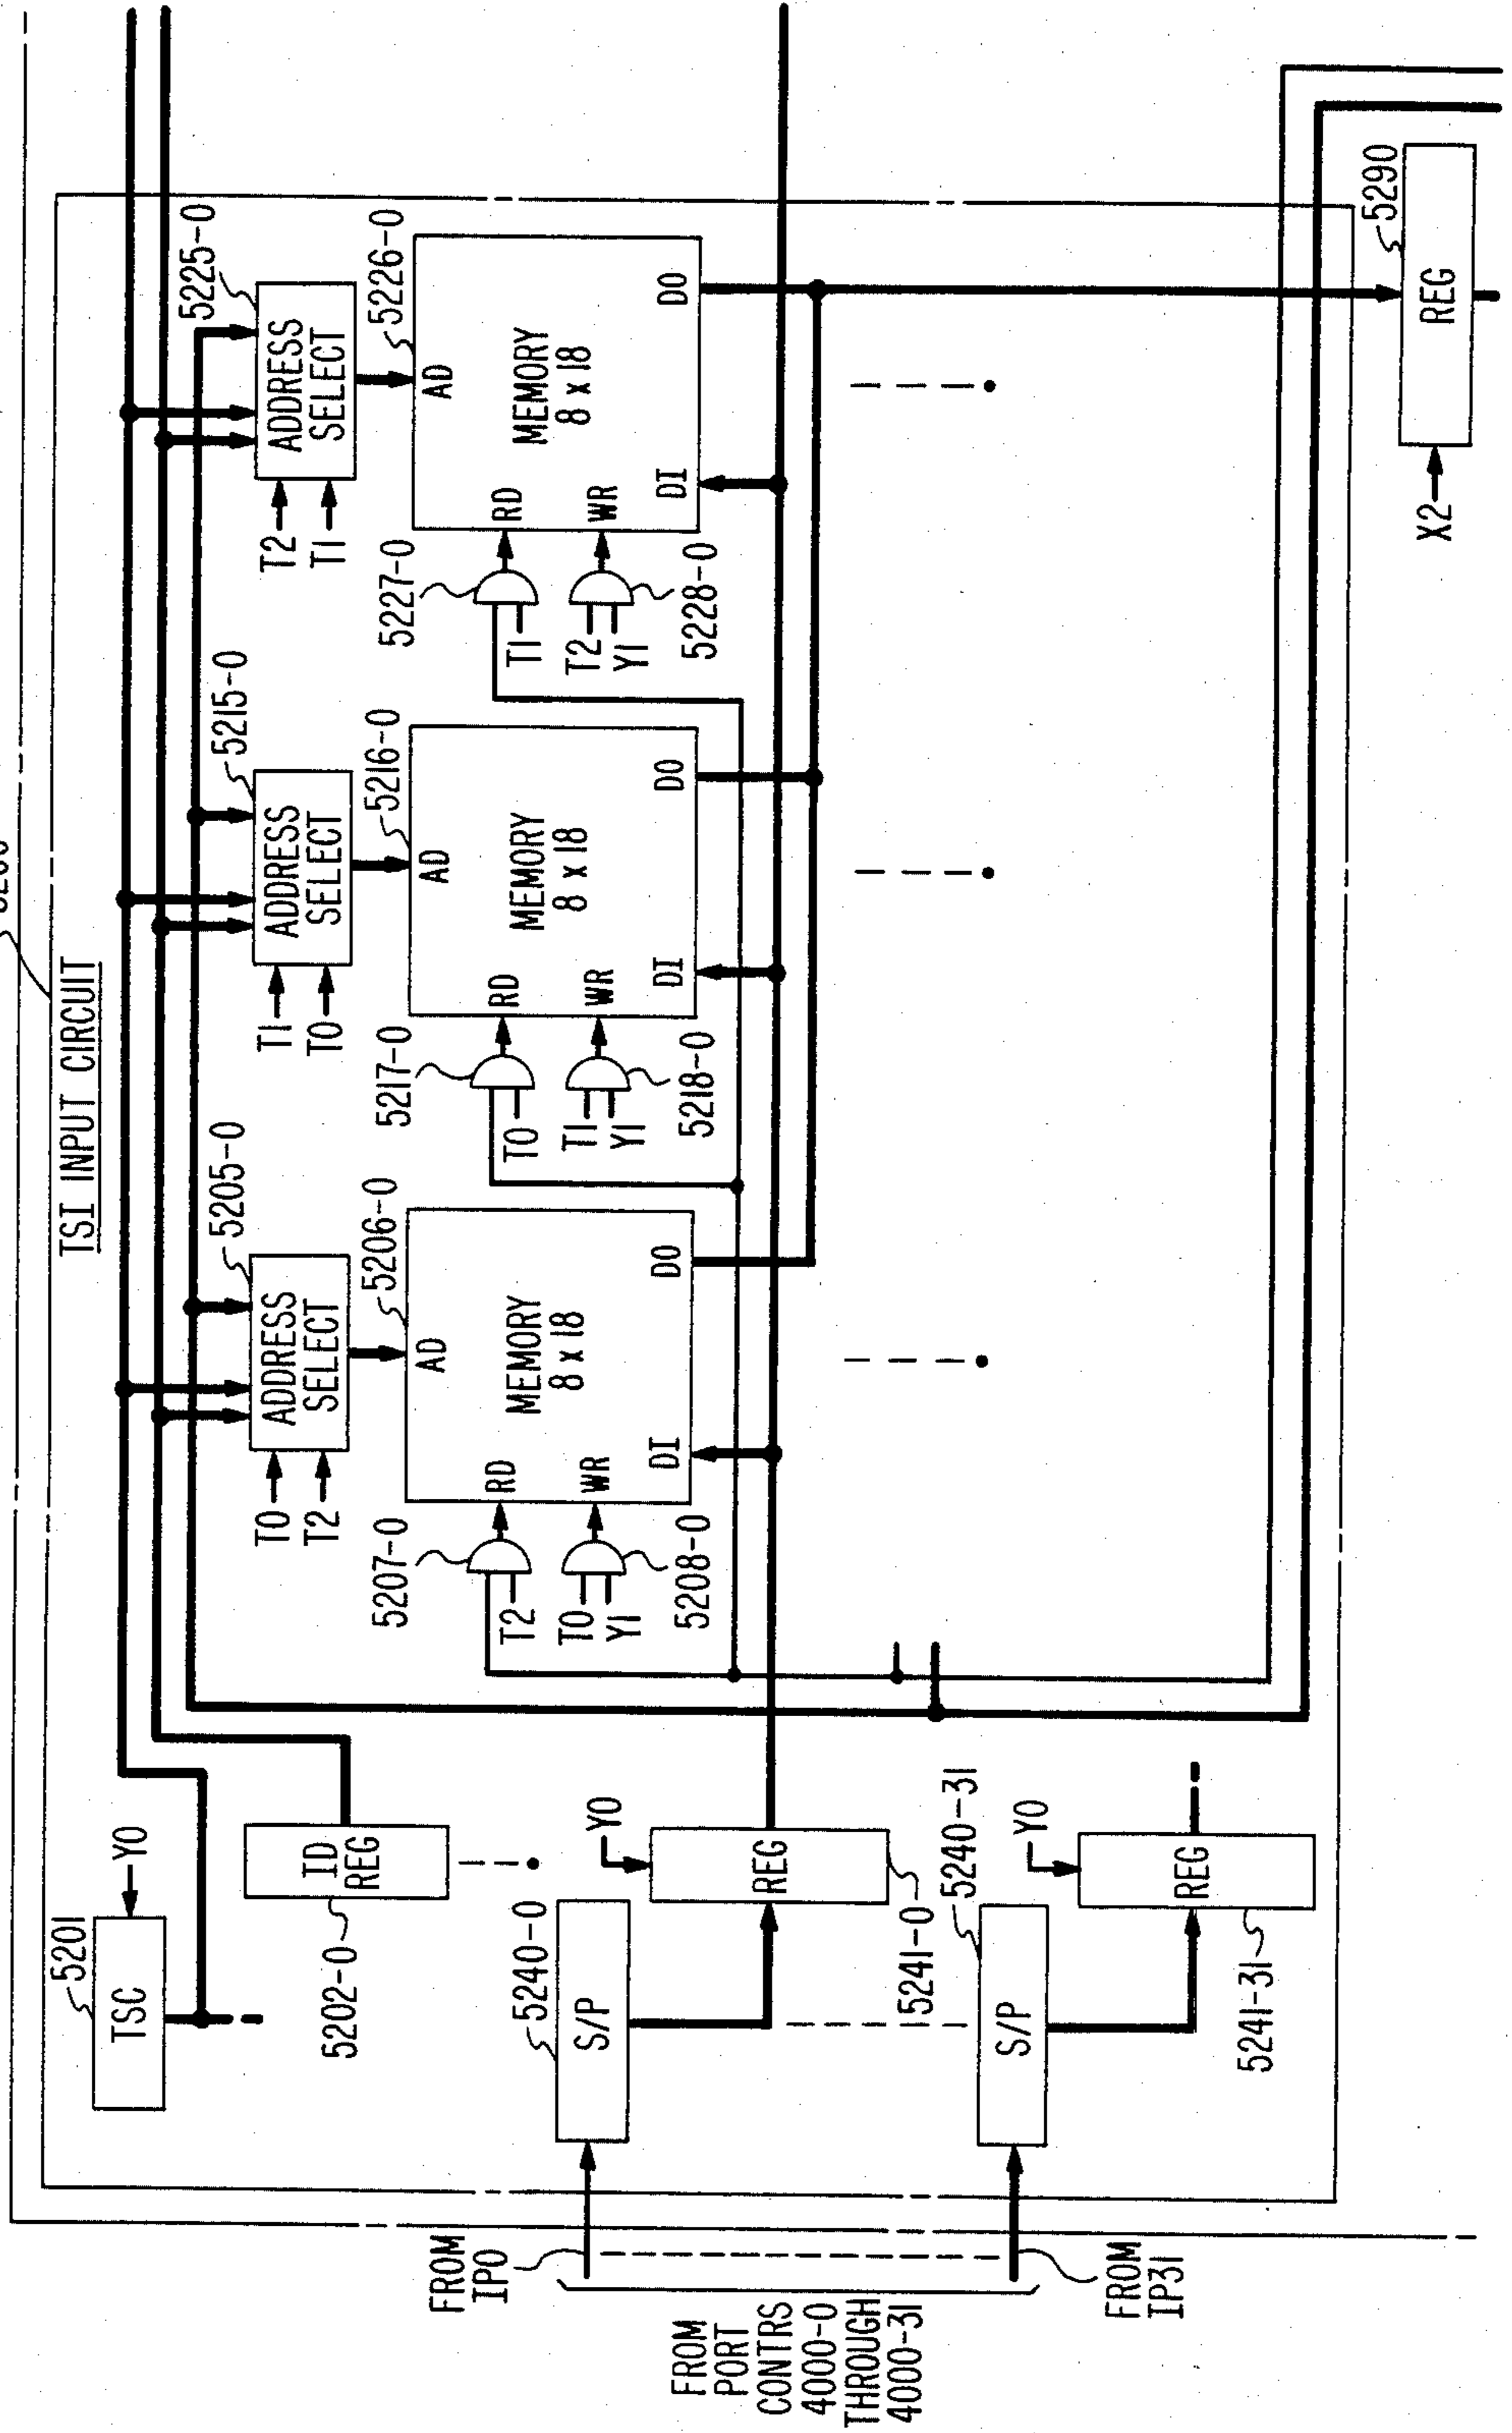 TSI INPUT CIRCUIT
5201
TSC
Y0
5202-0
ID
REG
5205-0
ADDRESS
SELECT
T0
T2
5215-0
ADDRESS
SELECT
T1
T0
5225-0
ADDRESS
SELECT
T2
T1
5206-0
AD
MEMORY
8 x 18
RD
WR
DI
DO
5207-0
T2
T0
Y1
5208-0
5216-0
AD
MEMORY
8 x 18
RD
WR
DI
DO
5217-0
T0
T1
Y1
5218-0
5226-0
AD
MEMORY
8 x 18
RD
WR
DI
DO
5227-0
T1
T2
Y1
5228-0
FROM
IP0
5240-0
S/P
Y0
REG
5241-0
FROM
PORT
CONTRS
4000-0
THROUGH
4000-31
FROM
IP31
5240-31
S/P
Y0
REG
5241-31
5290
REG
X2